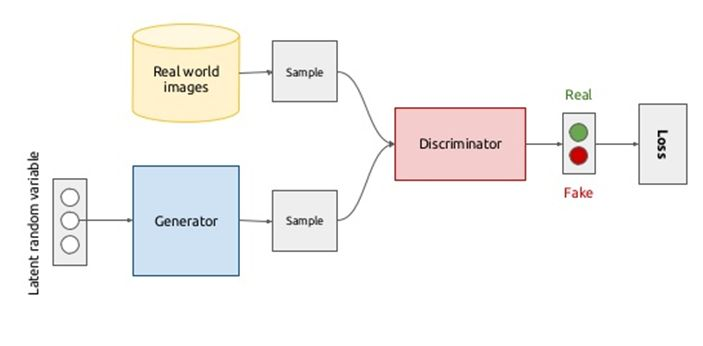 Real world
images
Sample
Discriminator
Real
Fake
Loss
Latent random variable
Generator
Sample